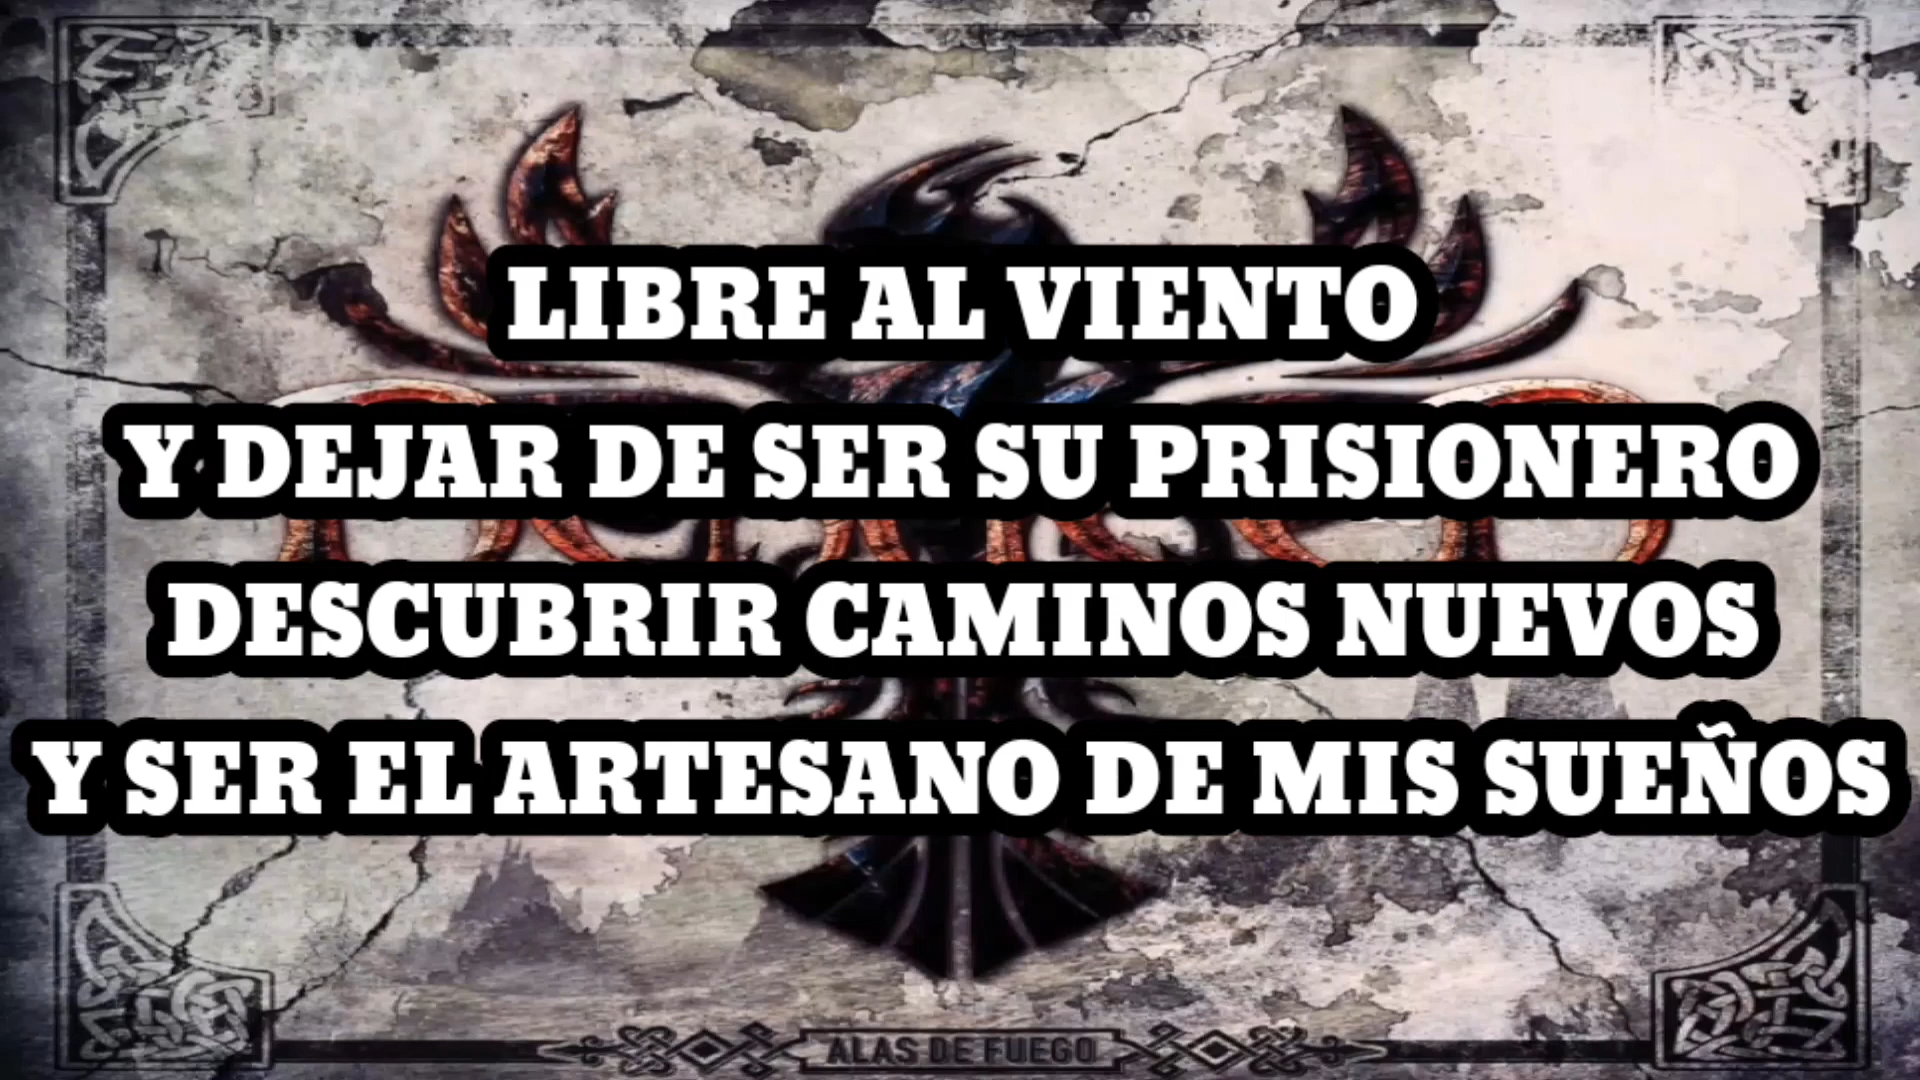 LIBRE AL VIENTO
Y DEJAR DE SER SU PRISIONERO
DESCUBRIR CAMINOS NUEVOS
Y SER EL ARTESANO DE MIS SUEÑOS
ALAS DE FUEGO